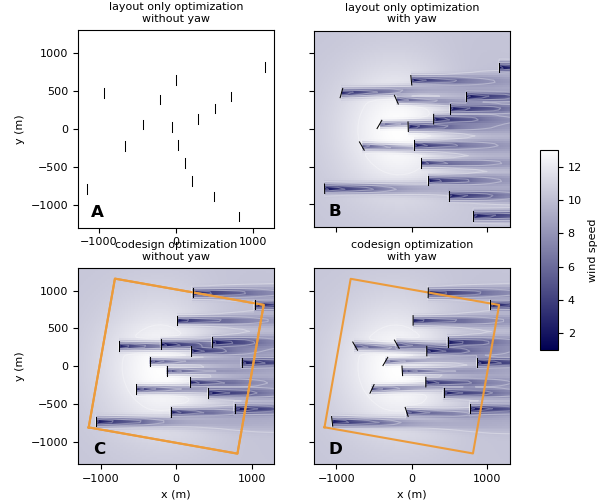 layout only optimization
without yaw
layout only optimization
with yaw
1000
500
0
−500
−1000
y (m)
A
B
−1000
0
1000
codesign optimization
without yaw
codesign optimization
with yaw
1000
500
0
−500
−1000
y (m)
C
D
−1000
0
1000
x (m)
−1000
0
1000
x (m)
12
10
8
6
4
2
wind speed